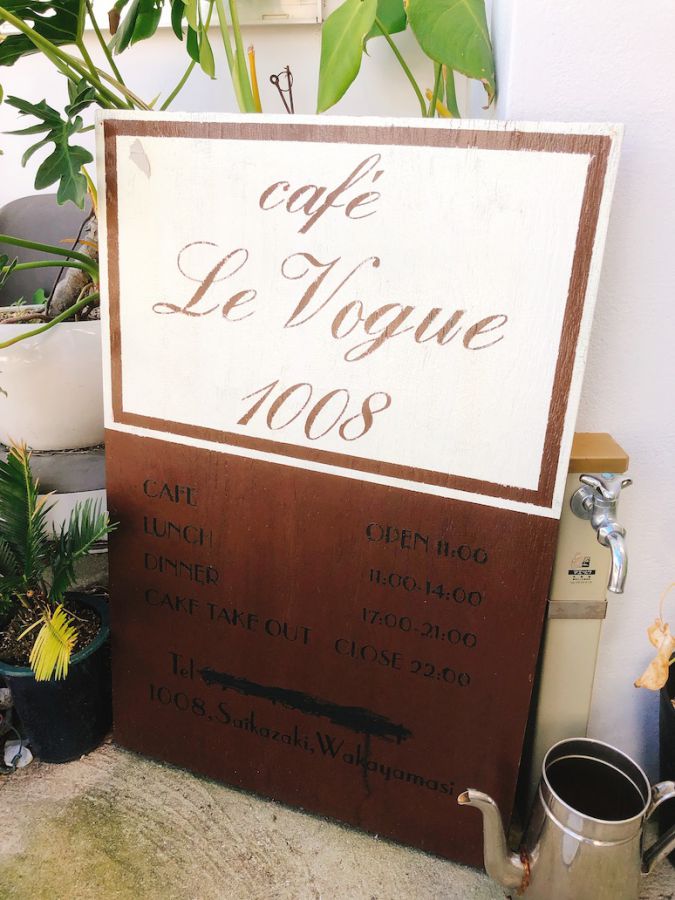 café
Le Vogue
1008
CAFE OPEN 11:00
LUNCH 11:00-14:00
DINNER 17:00-21:00
CAKE TAKE OUT CLOSE 22:00
Tel
1008, Saikazaki, Wakayamasi